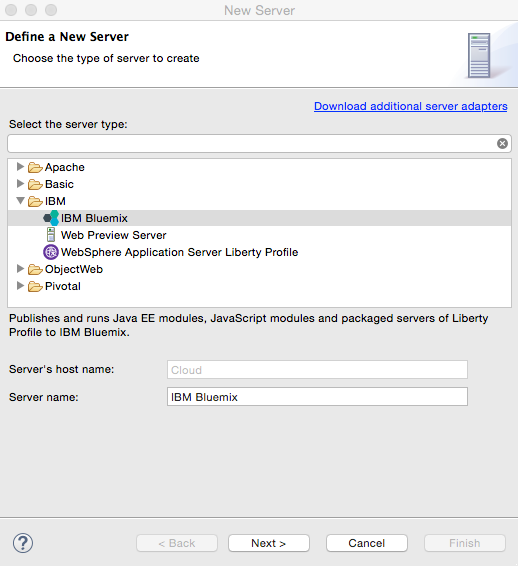 New Server
Define a New Server
Choose the type of server to create
Download additional server adapters
Select the server type:
Apache
Basic
IBM
IBM Bluemix
Web Preview Server
WebSphere Application Server Liberty Profile
ObjectWeb
Pivotal
Publishes and runs Java EE modules, JavaScript modules and packaged servers of Liberty
Profile to IBM Bluemix.
Server's host name: Cloud
Server name: IBM Bluemix
? < Back Next > Cancel Finish